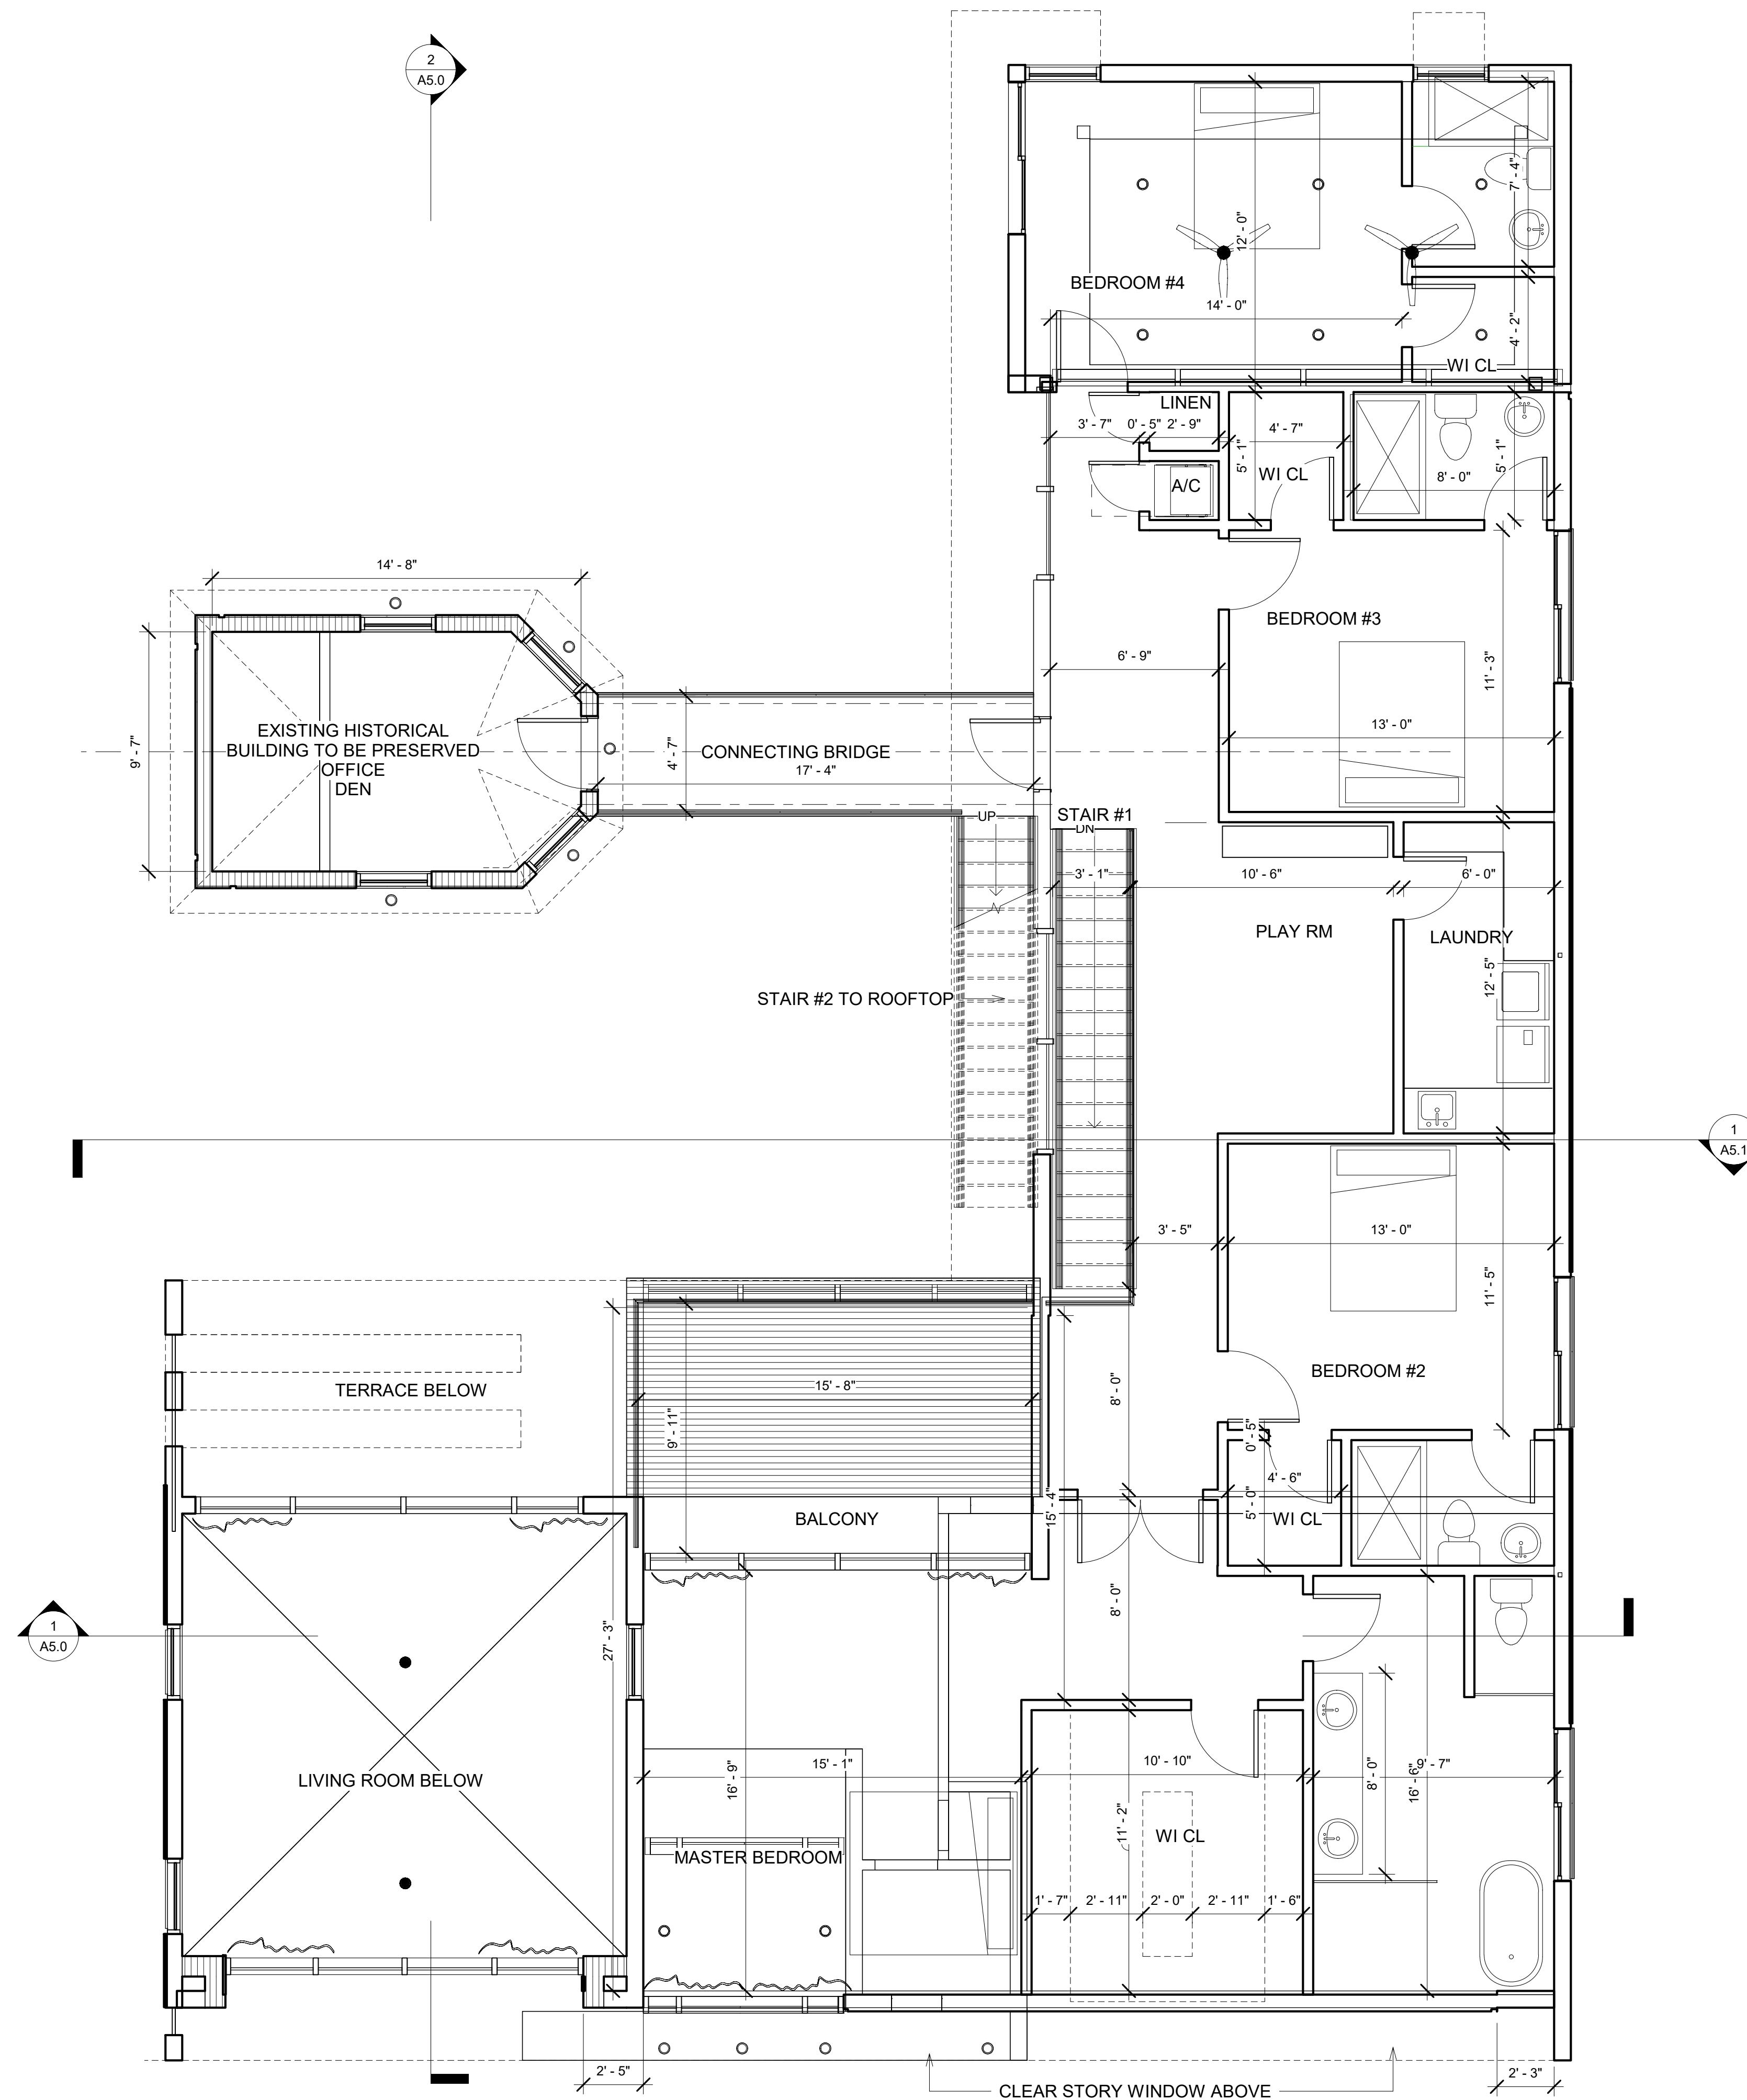 2
A5.0
BEDROOM #4
12' - 0"
14' - 0"
7' - 4"
4' - 2"
WI CL
LINEN
3' - 7"
0' - 5"
2' - 9"
5' - 1"
4' - 7"
WI CL
A/C
8' - 0"
5' - 1"
14' - 8"
9' - 7"
EXISTING HISTORICAL
BUILDING TO BE PRESERVED
OFFICE
DEN
4' - 7"
CONNECTING BRIDGE
17' - 4"
BEDROOM #3
6' - 9"
11' - 3"
13' - 0"
UP
STAIR #1
DN
3' - 1"
10' - 6"
6' - 0"
PLAY RM
LAUNDRY
12' - 5"
STAIR #2 TO ROOFTOP
1
A5.1
3' - 5"
13' - 0"
11' - 5"
BEDROOM #2
TERRACE BELOW
15' - 8"
9' - 11"
8' - 0"
0' - 5"
4' - 6"
5' - 0"
WI CL
15' - 4"
BALCONY
1
A5.0
27' - 3"
8' - 0"
LIVING ROOM BELOW
15' - 1"
16' - 9"
MASTER BEDROOM
10' - 10"
11' - 2"
WI CL
1' - 7"
2' - 11"
2' - 0"
2' - 11"
1' - 6"
8' - 0"
16' - 6"
9' - 7"
2' - 5"
CLEAR STORY WINDOW ABOVE
2' - 3"